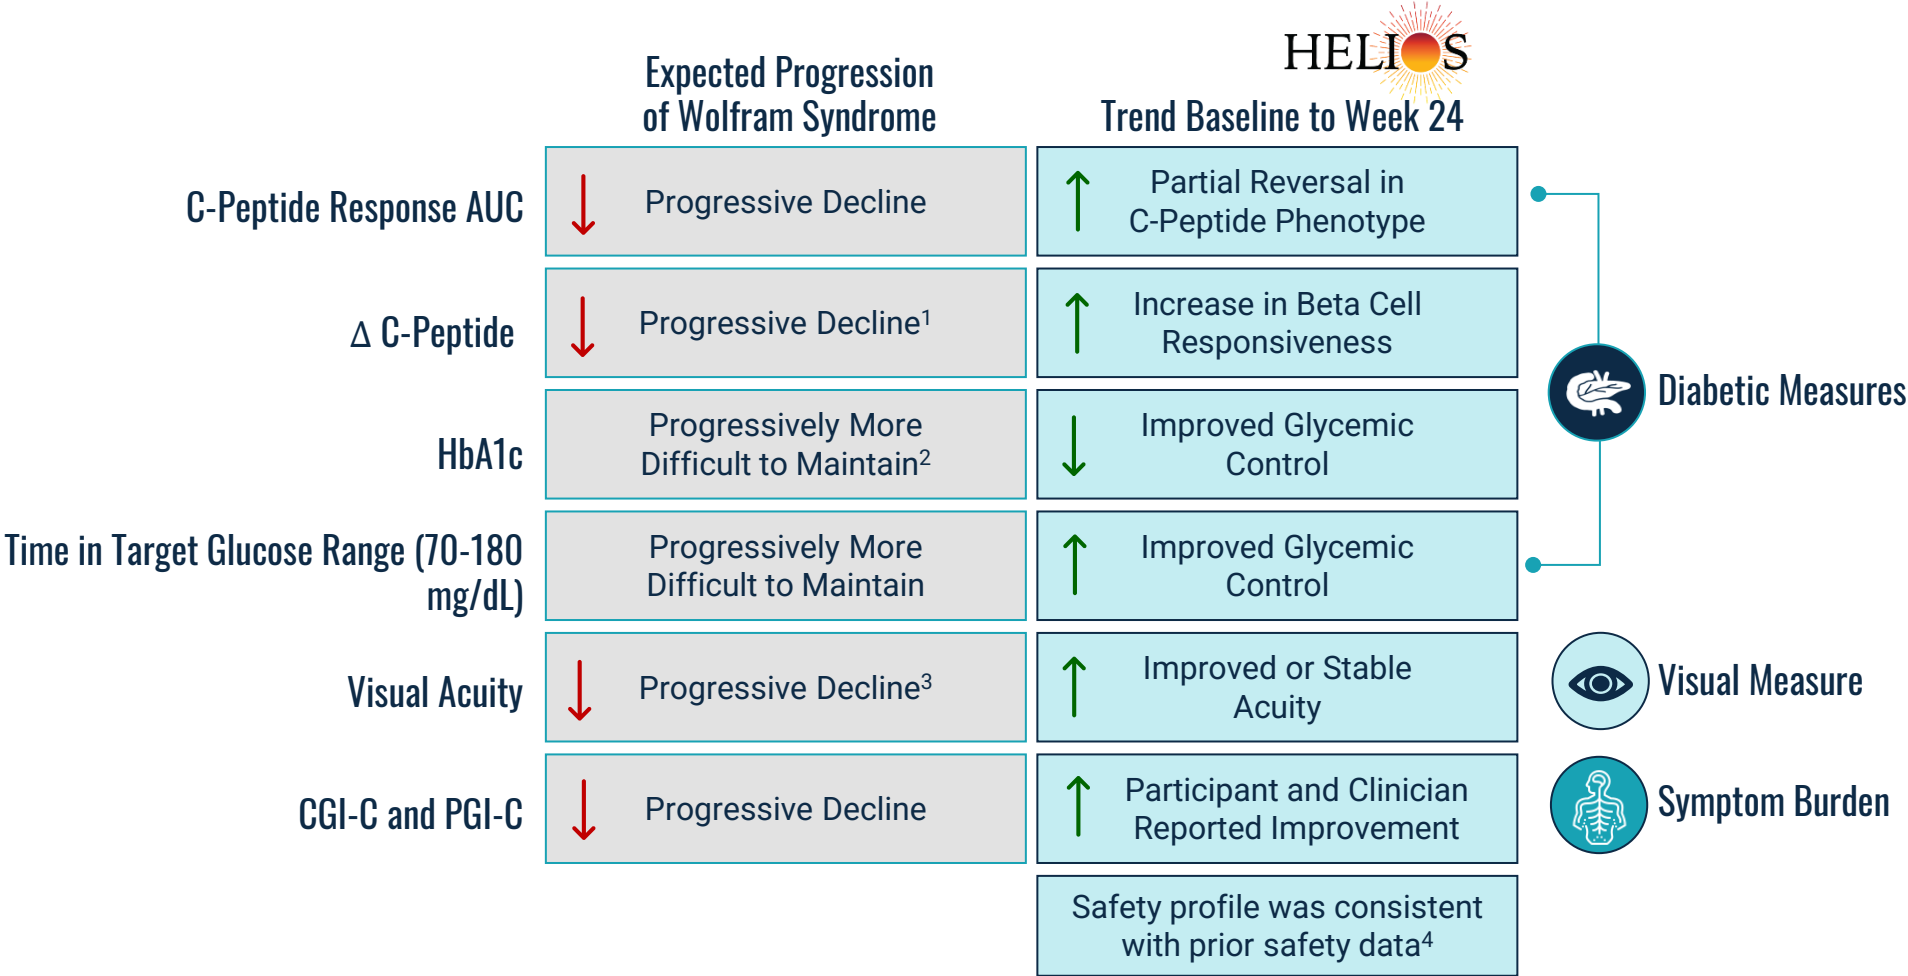 HELIOS
Expected Progression
of Wolfram Syndrome
Trend Baseline to Week 24
C-Peptide Response AUC
Progressive Decline
Partial Reversal in
C-Peptide Phenotype
Δ C-Peptide
Progressive Decline¹
Increase in Beta Cell
Responsiveness
HbA1c
Progressively More
Difficult to Maintain²
Improved Glycemic
Control
Diabetic Measures
Time in Target Glucose Range (70-180
mg/dL)
Progressively More
Difficult to Maintain
Improved Glycemic
Control
Visual Acuity
Progressive Decline³
Improved or Stable
Acuity
Visual Measure
CGI-C and PGI-C
Progressive Decline
Participant and Clinician
Reported Improvement
Symptom Burden
Safety profile was consistent
with prior safety data⁴